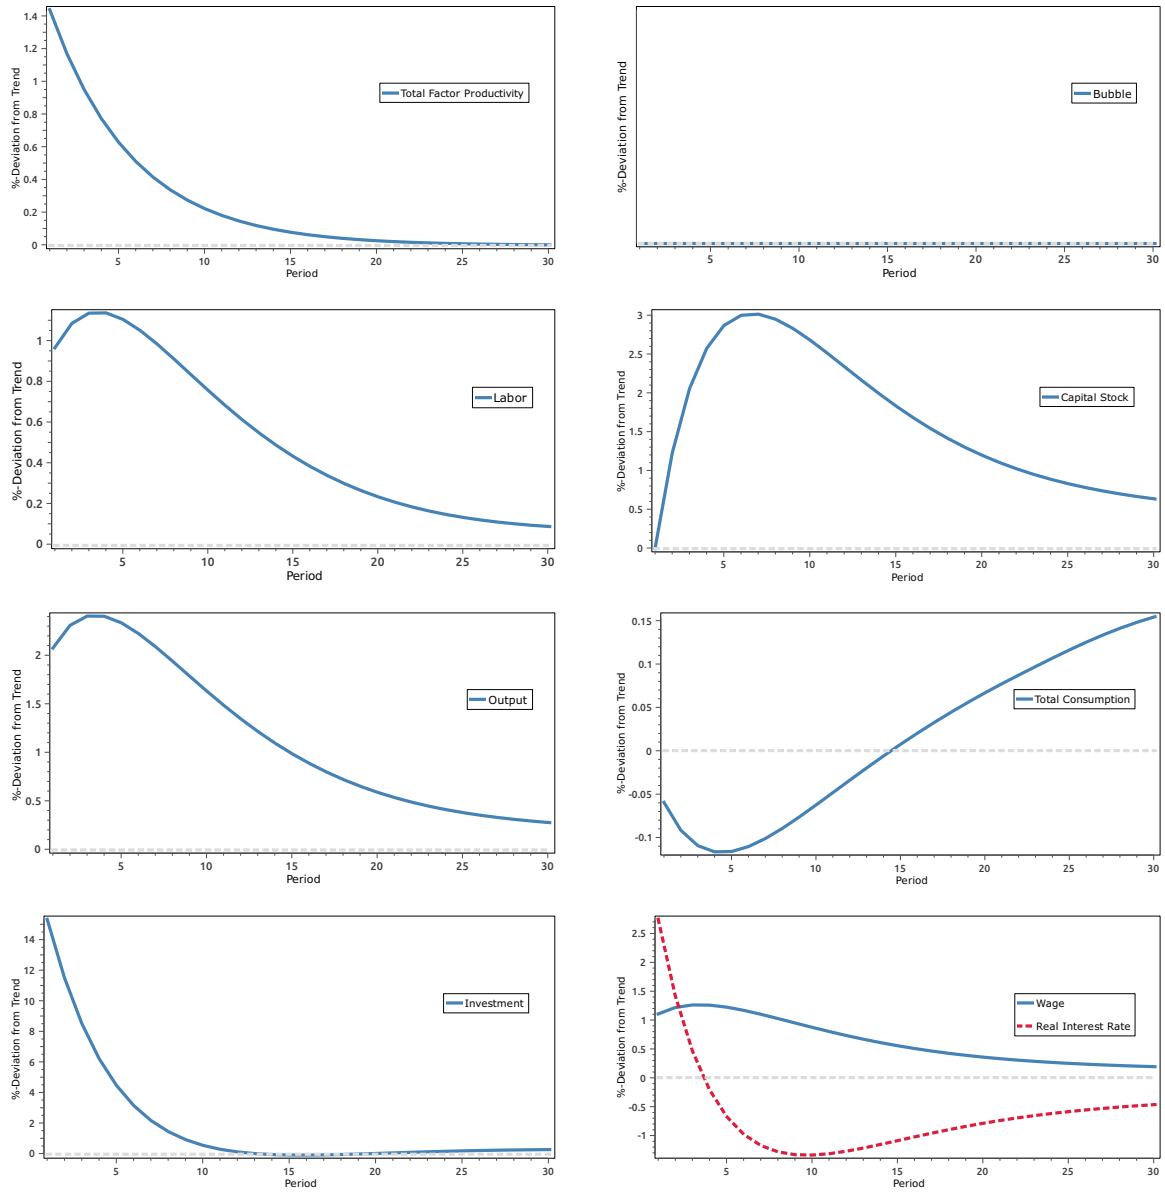 %-Deviation from Trend
1.4
1.2
1
0.8
0.6
0.4
0.2
0
Total Factor Productivity
5 10 15 20 25 30
Period
%-Deviation from Trend
Bubble
5 10 15 20 25 30
Period
%-Deviation from Trend
1
0.8
0.6
0.4
0.2
0
Labor
5 10 15 20 25 30
Period
%-Deviation from Trend
3
2.5
2
1.5
1
0.5
0
Capital Stock
5 10 15 20 25 30
Period
%-Deviation from Trend
2
1.5
1
0.5
0
Output
5 10 15 20 25 30
Period
%-Deviation from Trend
0.15
0.1
0.05
0
-0.05
-0.1
Total Consumption
5 10 15 20 25 30
Period
%-Deviation from Trend
14
12
10
8
6
4
2
0
Investment
5 10 15 20 25 30
Period
%-Deviation from Trend
2.5
2
1.5
1
0.5
0
-0.5
-1
Wage
Real Interest Rate
5 10 15 20 25 30
Period